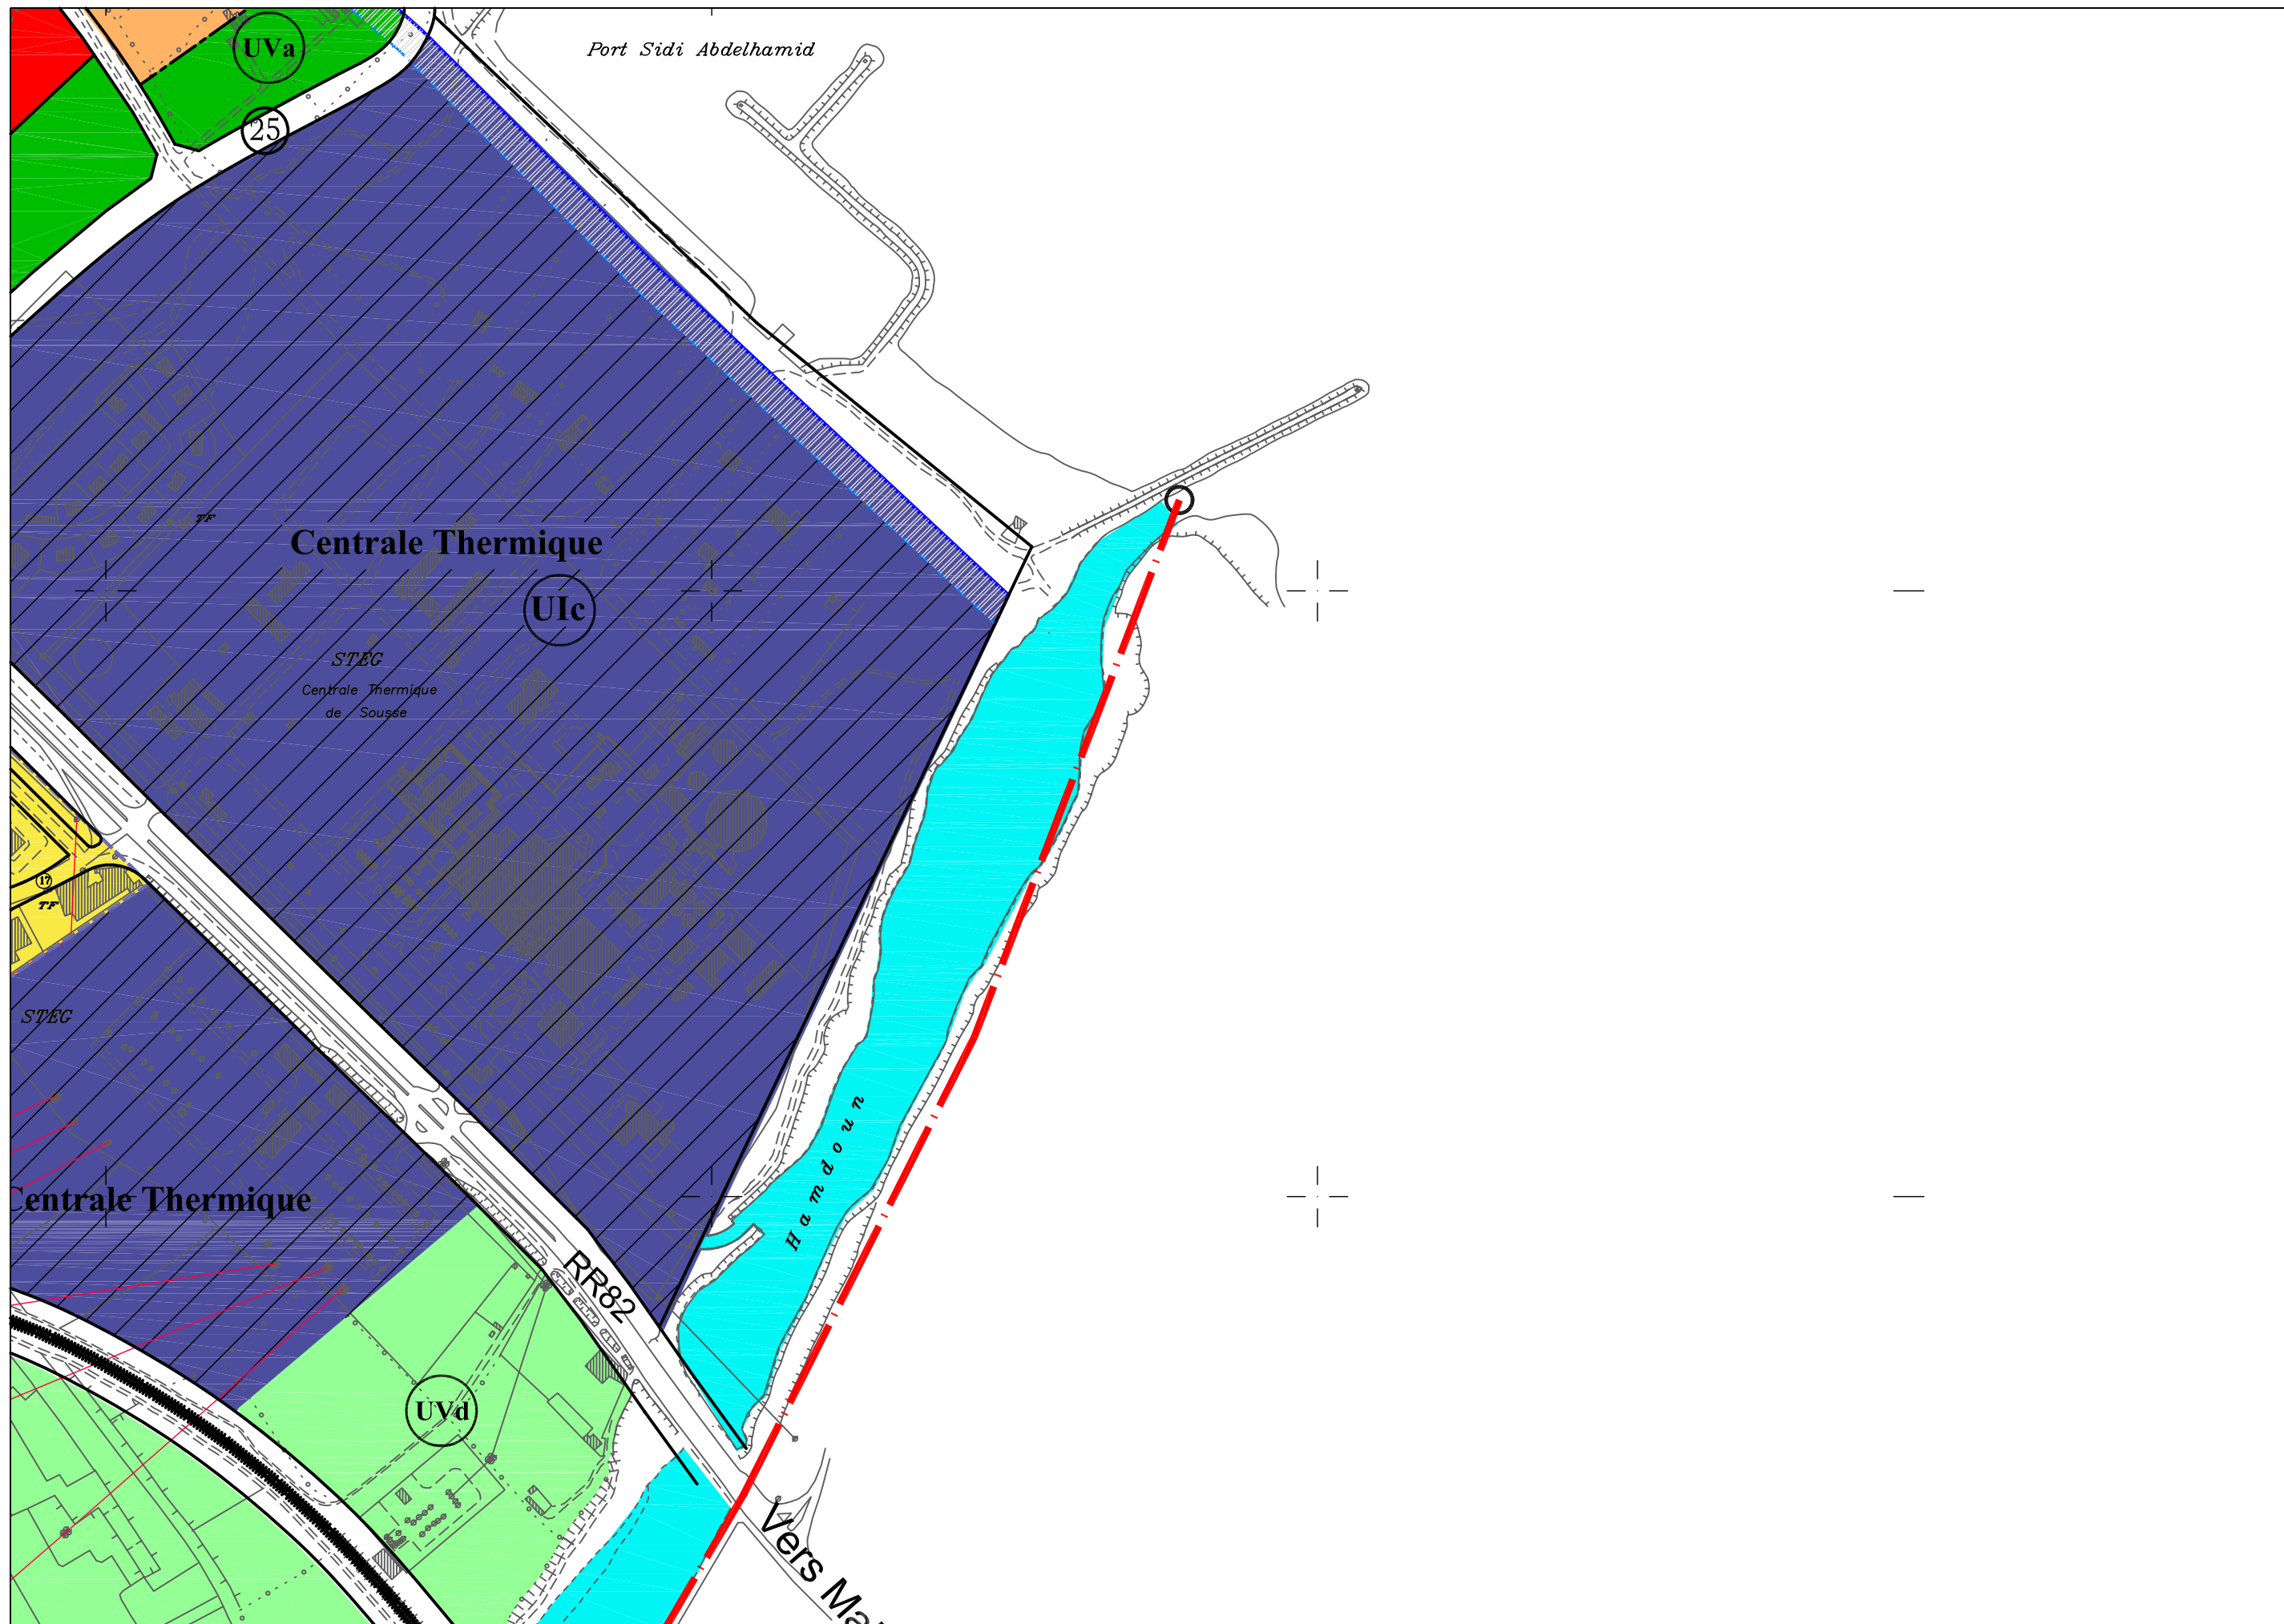 UVa
Port Sidi Abdelhamid
25
TF
Centrale Thermique
UIc
STEG
Centrale Thermique
de Sousse
17
TF
STEG
Hamdoun
Centrale Thermique
RR82
UVd
Vers